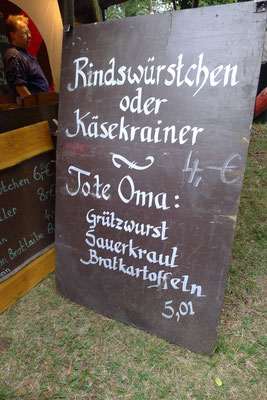 Rindswürstchen
oder
Käsekrainer
4,-€
Tote Oma:
Grützwurst
Sauerkraut
Bratkartoffeln
5,01